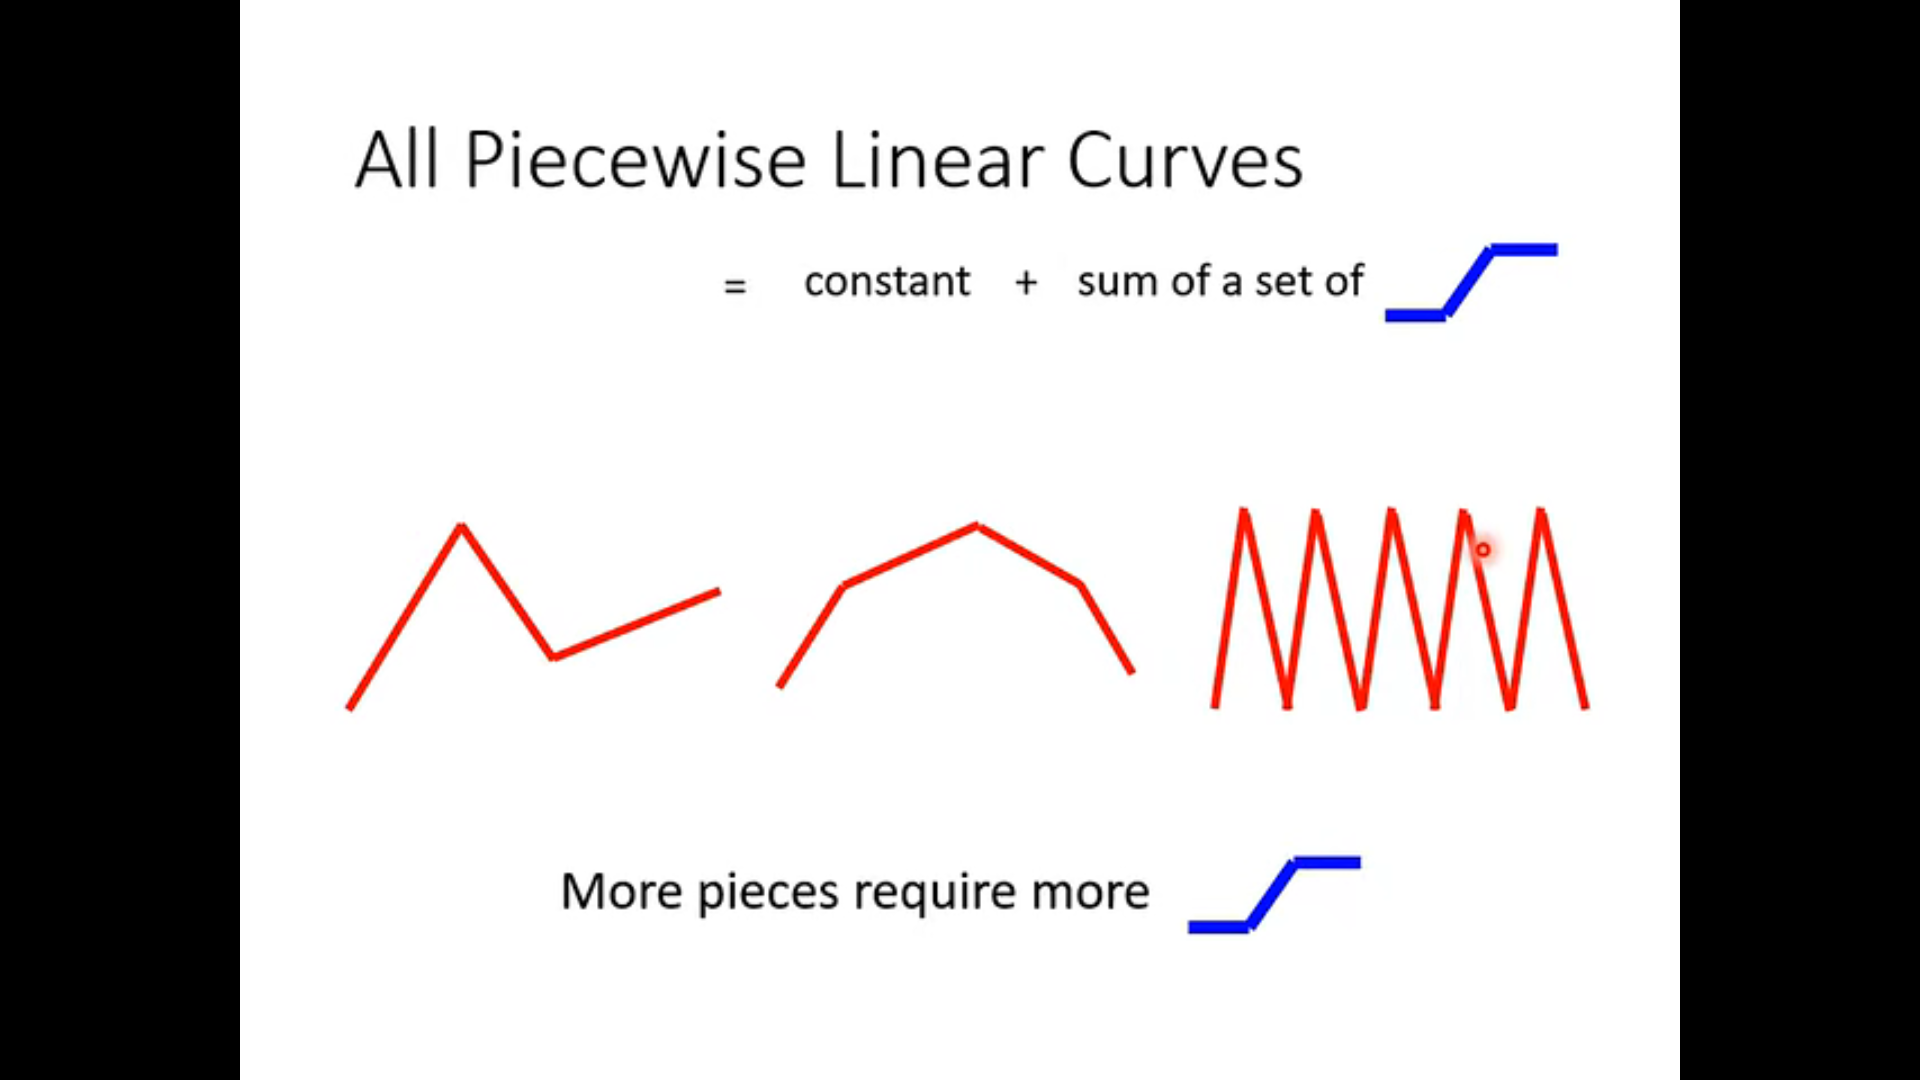 All Piecewise Linear Curves
= constant + sum of a set of
More pieces require more